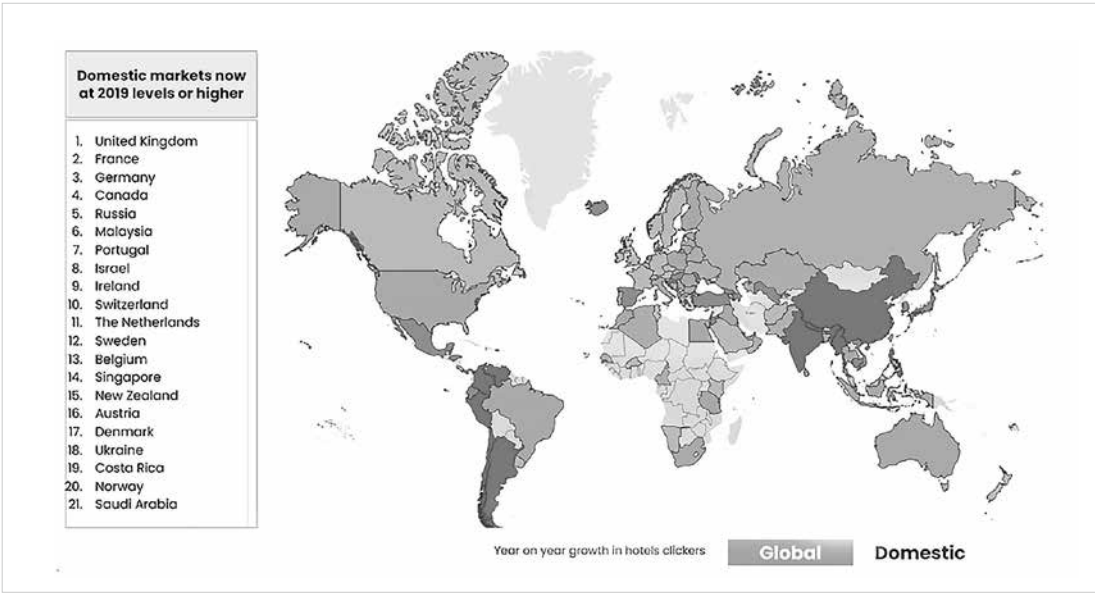 Domestic markets now
at 2019 levels or higher
1. United Kingdom
2. France
3. Germany
4. Canada
5. Russia
6. Malaysia
7. Portugal
8. Israel
9. Ireland
10. Switzerland
11. The Netherlands
12. Sweden
13. Belgium
14. Singapore
15. New Zealand
16. Austria
17. Denmark
18. Ukraine
19. Costa Rica
20. Norway
21. Saudi Arabia
Year on year growth in hotels clickers
Global
Domestic